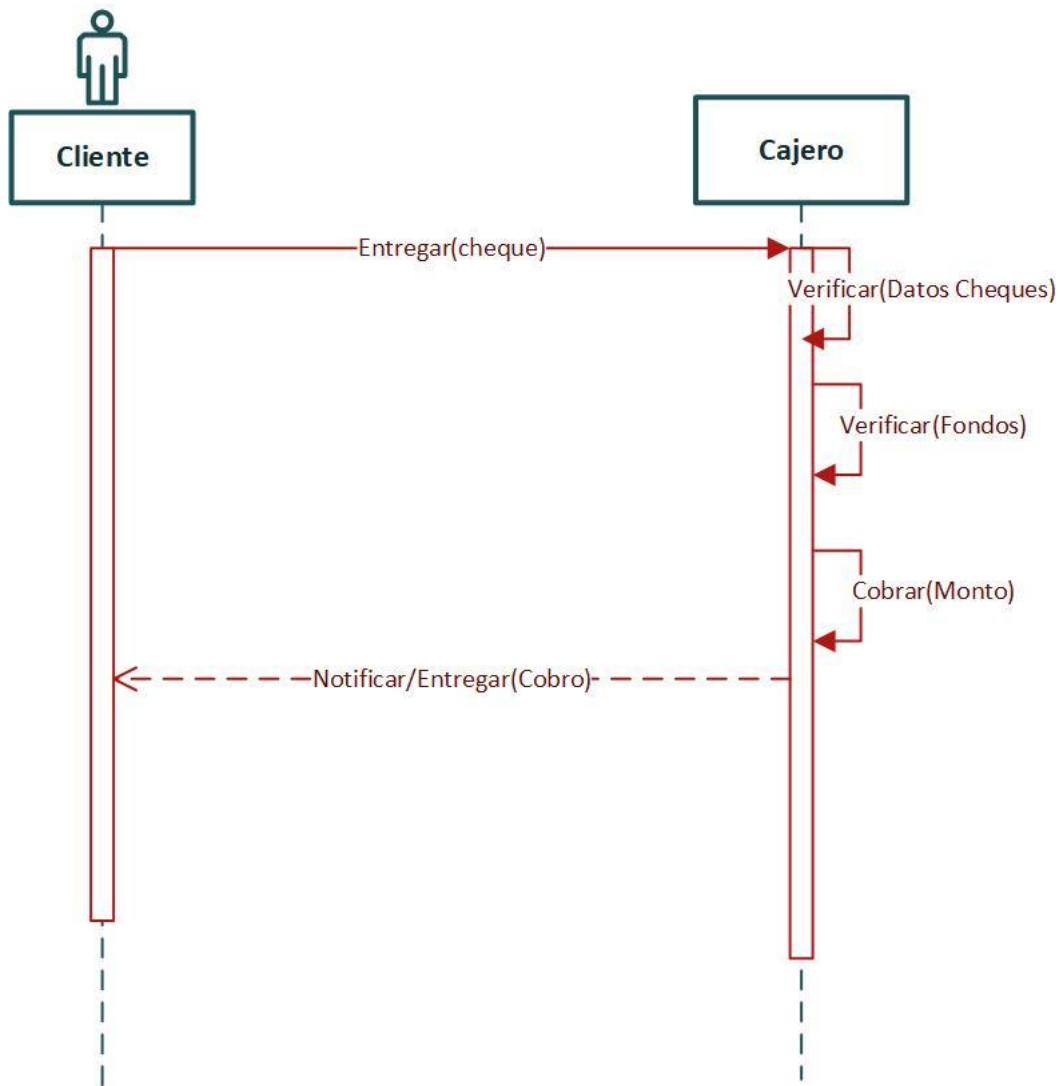 Cliente
Cajero
Entregar(cheque)
Verificar(Datos Cheques)
Verificar(Fondos)
Cobrar(Monto)
Notificar/Entregar(Cobro)